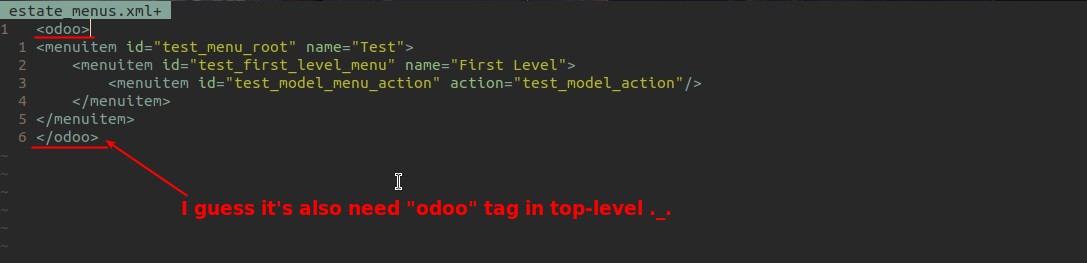 estate_menus.xml+
1 <odoo>
1 <menuitem id="test_menu_root" name="Test">
2 <menuitem id="test_first_level_menu" name="First Level">
3 <menuitem id="test_model_menu_action" action="test_model_action"/>
4 </menuitem>
5 </menuitem>
6 </odoo>
~
~
~
~
~
~
I guess it's also need "odoo" tag in top-level ._.